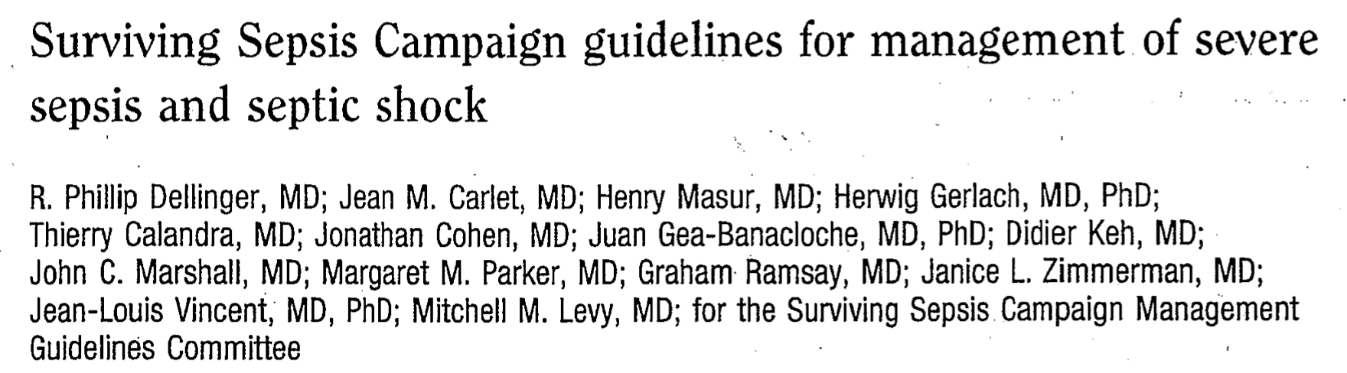 Surviving Sepsis Campaign guidelines for management of severe
sepsis and septic shock
R. Phillip Dellinger, MD; Jean M. Carlet, MD; Henry Masur, MD; Herwig Gerlach, MD, PhD;
Thierry Calandra, MD; Jonathan Cohen, MD; Juan Gea-Banacloche, MD, PhD; Didier Keh, MD;
John C. Marshall, MD; Margaret M. Parker, MD; Graham Ramsay, MD; Janice L. Zimmerman, MD;
Jean-Louis Vincent, MD, PhD; Mitchell M. Levy, MD; for the Surviving Sepsis Campaign Management
Guidelines Committee